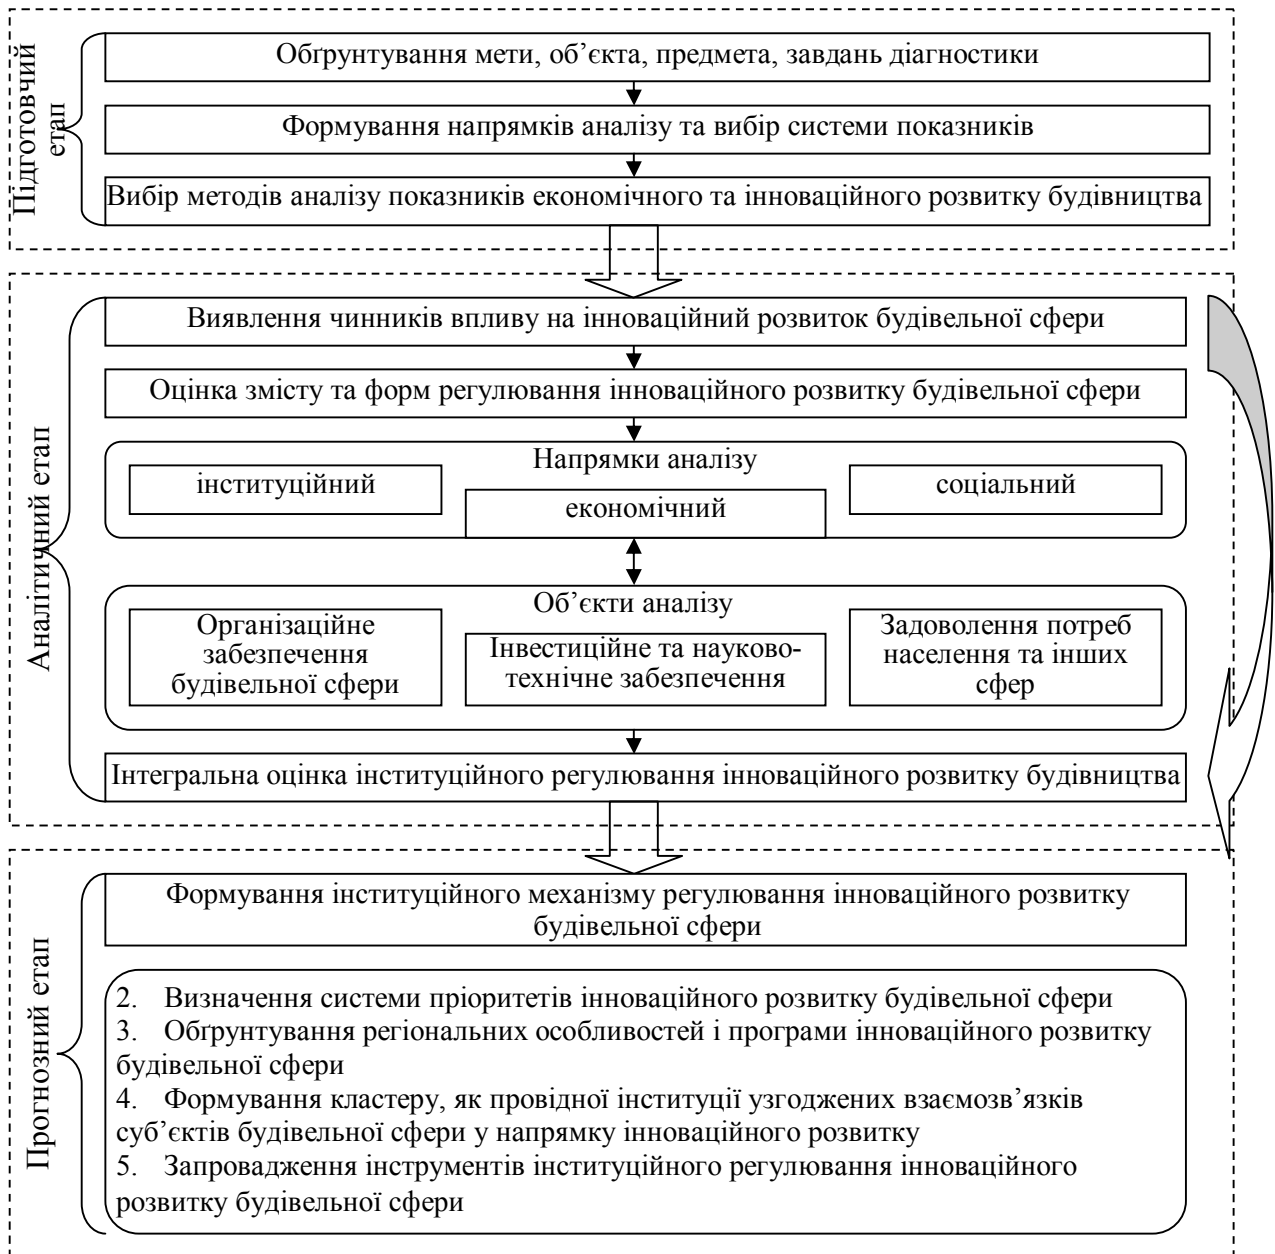 Підготовчий
етап
Обґрунтування мети, об’єкта, предмета, завдань діагностики
Формування напрямків аналізу та вибір системи показників
Вибір методів аналізу показників економічного та інноваційного розвитку будівництва
Аналітичний етап
Виявлення чинників впливу на інноваційний розвиток будівельної сфери
Оцінка змісту та форм регулювання інноваційного розвитку будівельної сфери
Напрямки аналізу
інституційний
економічний
соціальний
Об’єкти аналізу
Організаційне
забезпечення
будівельної сфери
Інвестиційне та науково-
технічне забезпечення
Задоволення потреб
населення та інших
сфер
Інтегральна оцінка інституційного регулювання інноваційного розвитку будівництва
Прогнозний етап
Формування інституційного механізму регулювання інноваційного розвитку
будівельної сфери
2. Визначення системи пріоритетів інноваційного розвитку будівельної сфери
3. Обґрунтування регіональних особливостей і програми інноваційного розвитку
будівельної сфери
4. Формування кластеру, як провідної інституції узгоджених взаємозв’язків
суб’єктів будівельної сфери у напрямку інноваційного розвитку
5. Запровадження інструментів інституційного регулювання інноваційного
розвитку будівельної сфери